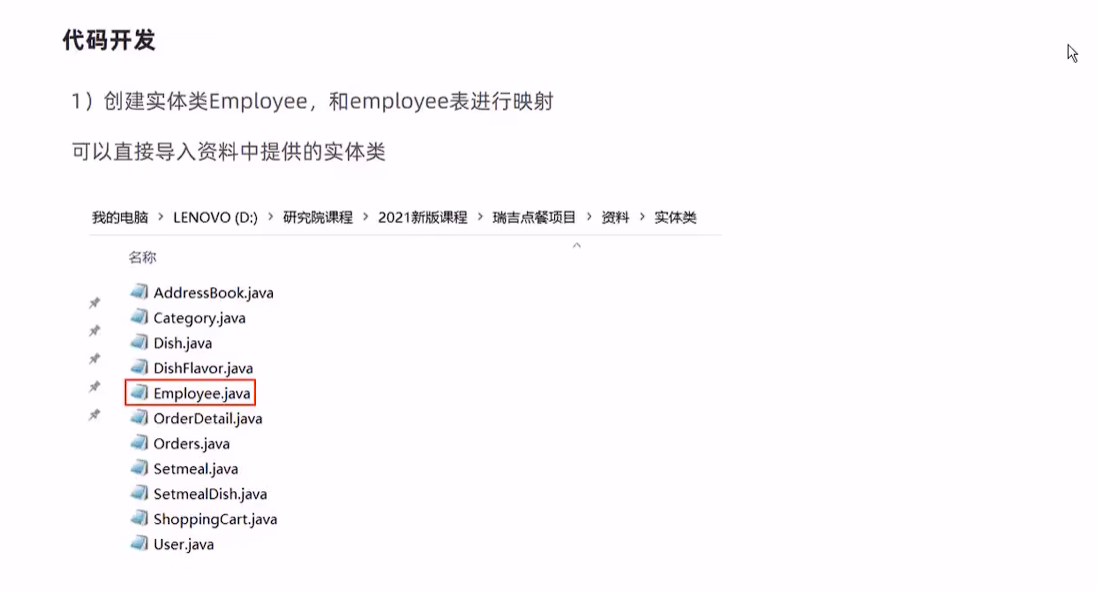 代码开发
1）创建实体类Employee，和employee表进行映射
可以直接导入资料中提供的实体类
我的电脑 > LENOVO (D:) > 研究院课程 > 2021新版课程 > 瑞吉点餐项目 > 资料 > 实体类
名称
AddressBook.java
Category.java
Dish.java
DishFlavor.java
Employee.java
OrderDetail.java
Orders.java
Setmeal.java
SetmealDish.java
ShoppingCart.java
User.java